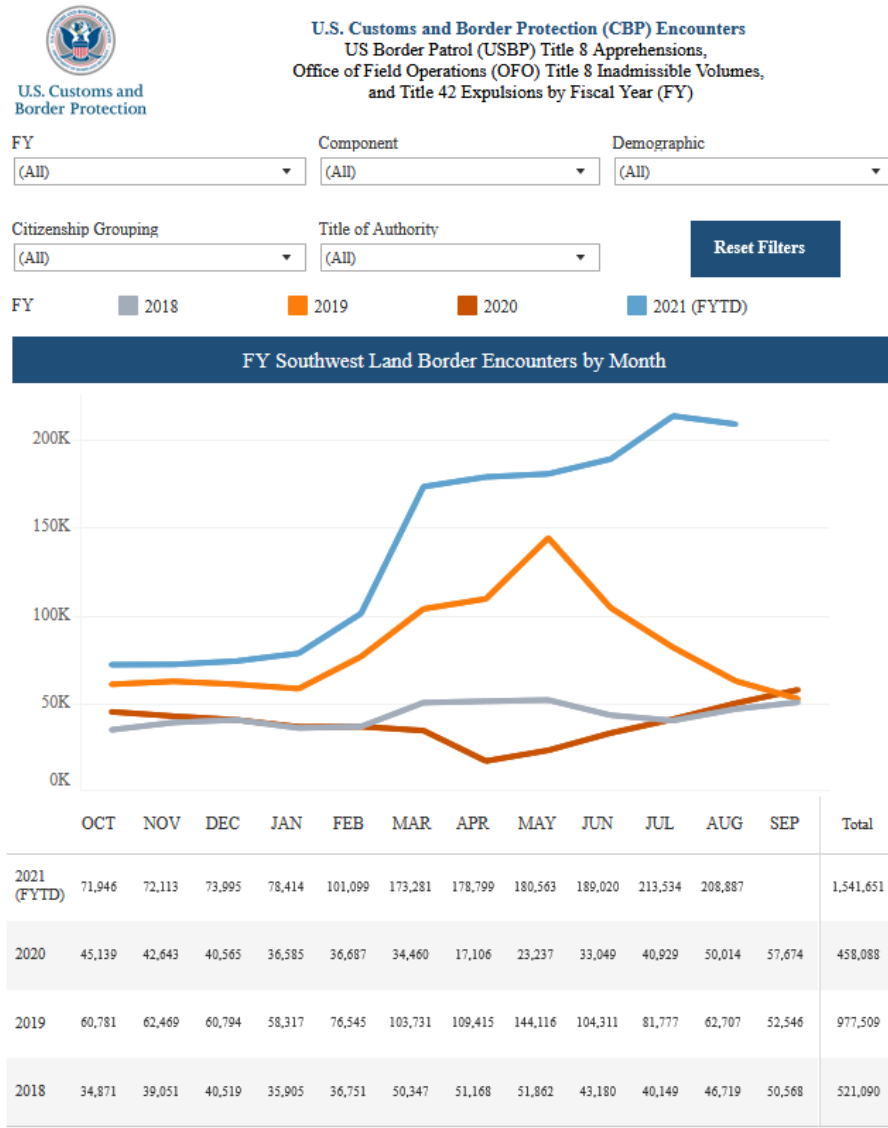 U.S. Customs and
Border Protection
U.S. Customs and Border Protection (CBP) Encounters
US Border Patrol (USBP) Title 8 Apprehensions,
Office of Field Operations (OFO) Title 8 Inadmissible Volumes,
and Title 42 Expulsions by Fiscal Year (FY)
FY Component Demographic
(All) (All) (All)
Citizenship Grouping Title of Authority
(All) (All) Reset Filters
FY 2018 2019 2020 2021 (FYTD)
FY Southwest Land Border Encounters by Month
200K
150K
100K
50K
0K
OCT NOV DEC JAN FEB MAR APR MAY JUN JUL AUG SEP Total
2021 (FYTD) 71,946 72,113 73,995 78,414 101,099 173,281 178,799 180,563 189,020 213,534 208,887 1,541,651
2020 45,139 42,643 40,565 36,585 36,687 34,460 17,106 23,237 33,049 40,929 50,014 57,674 458,088
2019 60,781 62,469 60,794 58,317 76,545 103,731 109,415 144,116 104,311 81,777 62,707 52,546 977,509
2018 34,871 39,051 40,519 35,905 36,751 50,347 51,168 51,862 43,180 40,149 46,719 50,568 521,090